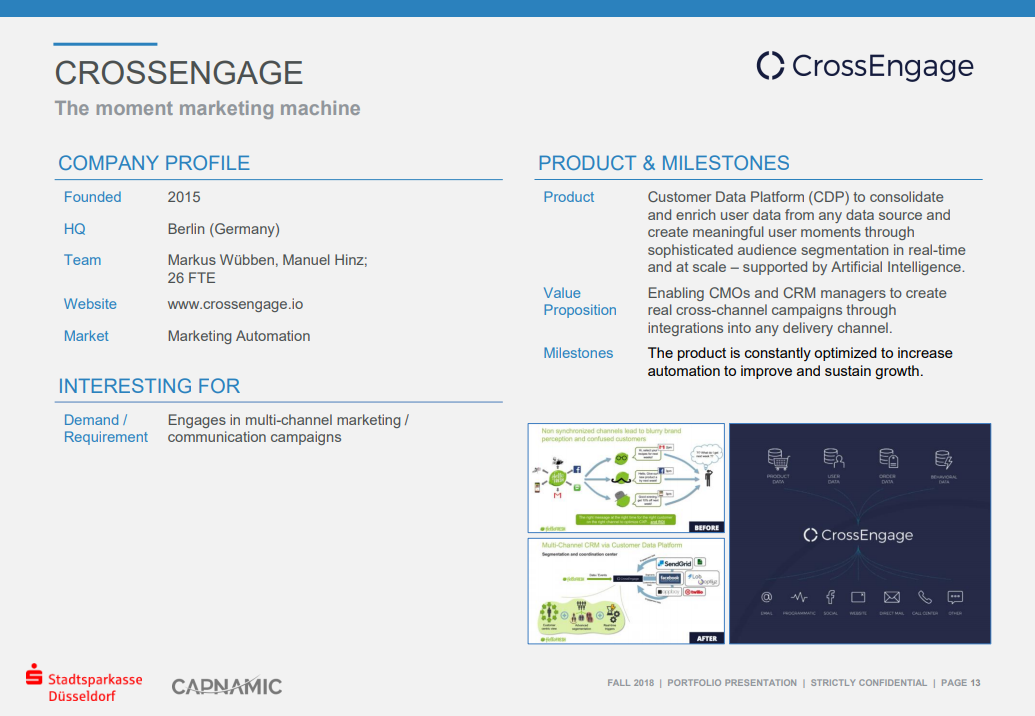 CROSSENGAGE
The moment marketing machine
CrossEngage
COMPANY PROFILE
Founded 2015
HQ Berlin (Germany)
Team Markus Wübben, Manuel Hinz;
26 FTE
Website www.crossengage.io
Market Marketing Automation
INTERESTING FOR
Demand / Engages in multi-channel marketing /
Requirement communication campaigns
PRODUCT & MILESTONES
Product Customer Data Platform (CDP) to consolidate
and enrich user data from any data source and
create meaningful user moments through
sophisticated audience segmentation in real-time
and at scale – supported by Artificial Intelligence.
Value Enabling CMOs and CRM managers to create
Proposition real cross-channel campaigns through
integrations into any delivery channel.
Milestones The product is constantly optimized to increase
automation to improve and sustain growth.
Non synchronized channels lead to blurry brand
perception and confused customers
BEFORE
Multi-Channel CRM via Customer Data Platform
Segmentation and coordination center
SendGrid
facebook
twilio
AFTER
PRODUCT DATA
USER DATA
ORDER DATA
BEHAVIORAL DATA
CrossEngage
EMAIL PROGRAMMATIC SOCIAL WEBSITE DIRECT MAIL CALL CENTER OTHER
Stadtsparkasse
Düsseldorf
CAPNAMIC
FALL 2018 | PORTFOLIO PRESENTATION | STRICTLY CONFIDENTIAL | PAGE 13